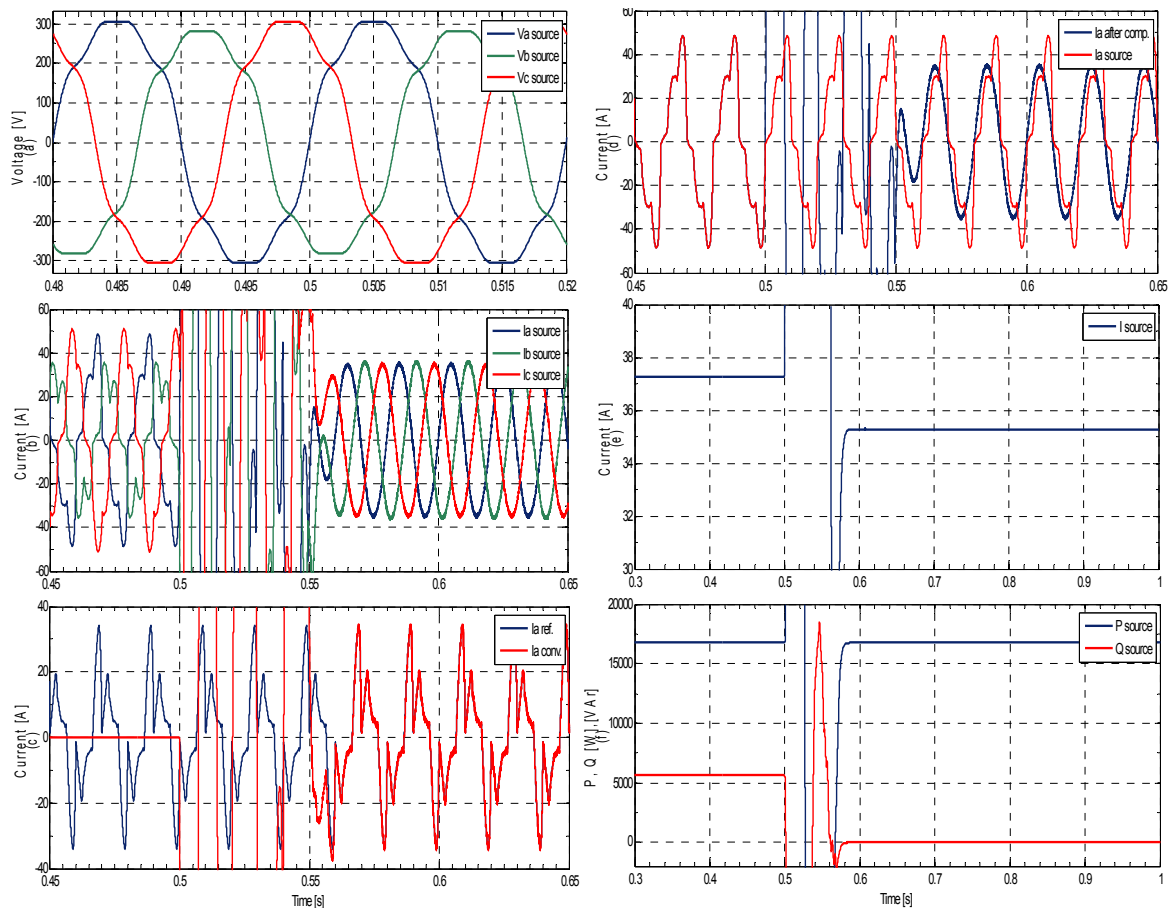 300
200
100
0
-100
-200
-300
Voltage [V]
(a)
Va source
Vb source
Vc source
0.48 0.485 0.49 0.495 0.5 0.505 0.51 0.515 0.52
60
40
20
0
-20
-40
60
Current [A]
(d)
Ia after comp.
Ia source
0.45 0.5 0.55 0.6 0.65
60
40
20
0
-20
-40
60
Current [A]
(b)
Ia source
Ib source
Ic source
0.45 0.5 0.55 0.6 0.65
40
38
36
34
32
30
Current [A]
(e)
I source
0.3 0.4 0.5 0.6 0.7 0.8 0.9 1
40
20
0
-20
40
Current [A]
(c)
Ia ref.
Ia conv.
0.45 0.5 0.55 0.6 0.65
Time [s]
20000
15000
10000
5000
0
P, Q [W], [VAr]
(f)
P source
Q source
0.3 0.4 0.5 0.6 0.7 0.8 0.9 1
Time [s]